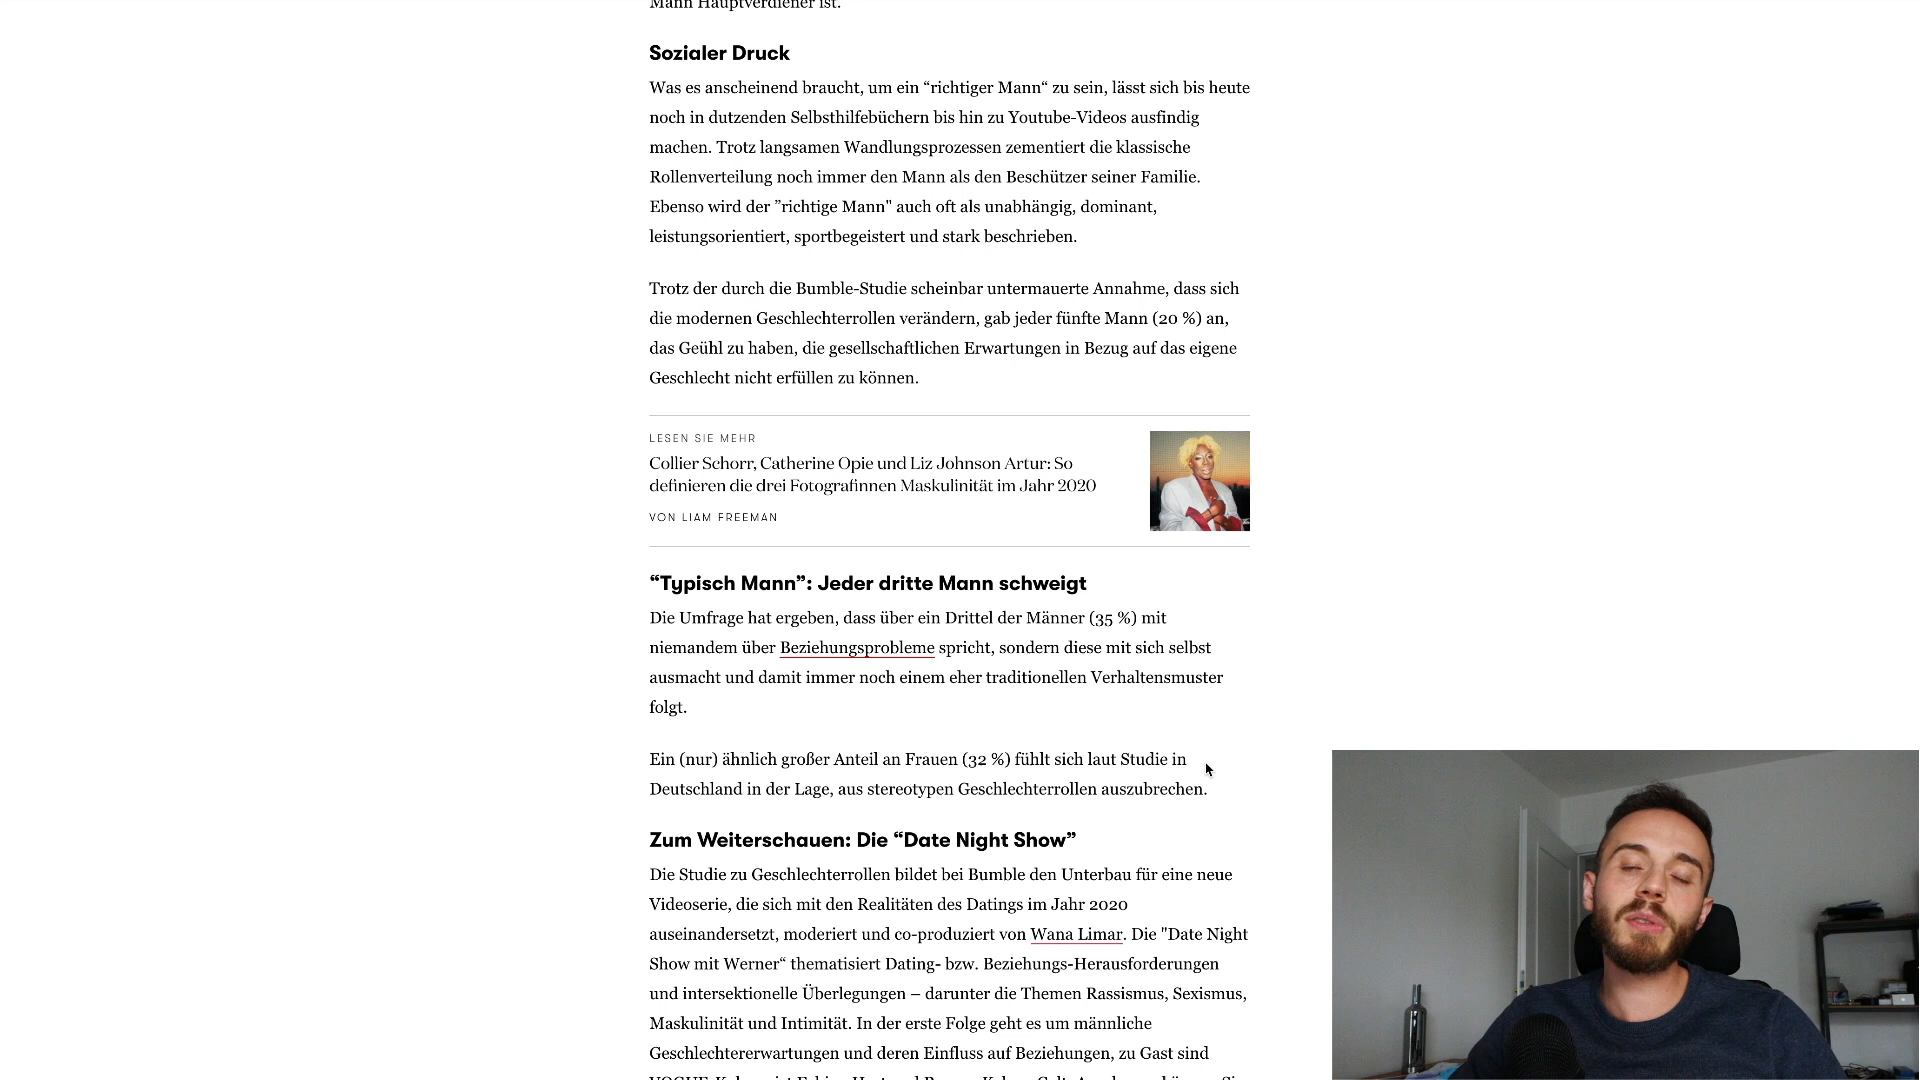 Mann Hauptverdiener ist.
Sozialer Druck
Was es anscheinend braucht, um ein “richtiger Mann“ zu sein, lässt sich bis heute
noch in dutzenden Selbsthilfebüchern bis hin zu Youtube-Videos ausfindig
machen. Trotz langsamen Wandlungsprozessen zementiert die klassische
Rollenverteilung noch immer den Mann als den Beschützer seiner Familie.
Ebenso wird der ”richtige Mann" auch oft als unabhängig, dominant,
leistungsorientiert, sportbegeistert und stark beschrieben.
Trotz der durch die Bumble-Studie scheinbar untermauerte Annahme, dass sich
die modernen Geschlechterrollen verändern, gab jeder fünfte Mann (20 %) an,
das Geühl zu haben, die gesellschaftlichen Erwartungen in Bezug auf das eigene
Geschlecht nicht erfüllen zu können.
LESEN SIE MEHR
Collier Schorr, Catherine Opie und Liz Johnson Artur: So
definieren die drei Fotografinnen Maskulinität im Jahr 2020
VON LIAM FREEMAN
“Typisch Mann”: Jeder dritte Mann schweigt
Die Umfrage hat ergeben, dass über ein Drittel der Männer (35 %) mit
niemandem über Beziehungsprobleme spricht, sondern diese mit sich selbst
ausmacht und damit immer noch einem eher traditionellen Verhaltensmuster
folgt.
Ein (nur) ähnlich großer Anteil an Frauen (32 %) fühlt sich laut Studie in
Deutschland in der Lage, aus stereotypen Geschlechterrollen auszubrechen.
Zum Weiterschauen: Die “Date Night Show”
Die Studie zu Geschlechterrollen bildet bei Bumble den Unterbau für eine neue
Videoserie, die sich mit den Realitäten des Datings im Jahr 2020
auseinandersetzt, moderiert und co-produziert von Wana Limar. Die "Date Night
Show mit Werner“ thematisiert Dating- bzw. Beziehungs-Herausforderungen
und intersektionelle Überlegungen – darunter die Themen Rassismus, Sexismus,
Maskulinität und Intimität. In der erste Folge geht es um männliche
Geschlechtererwartungen und deren Einfluss auf Beziehungen, zu Gast sind